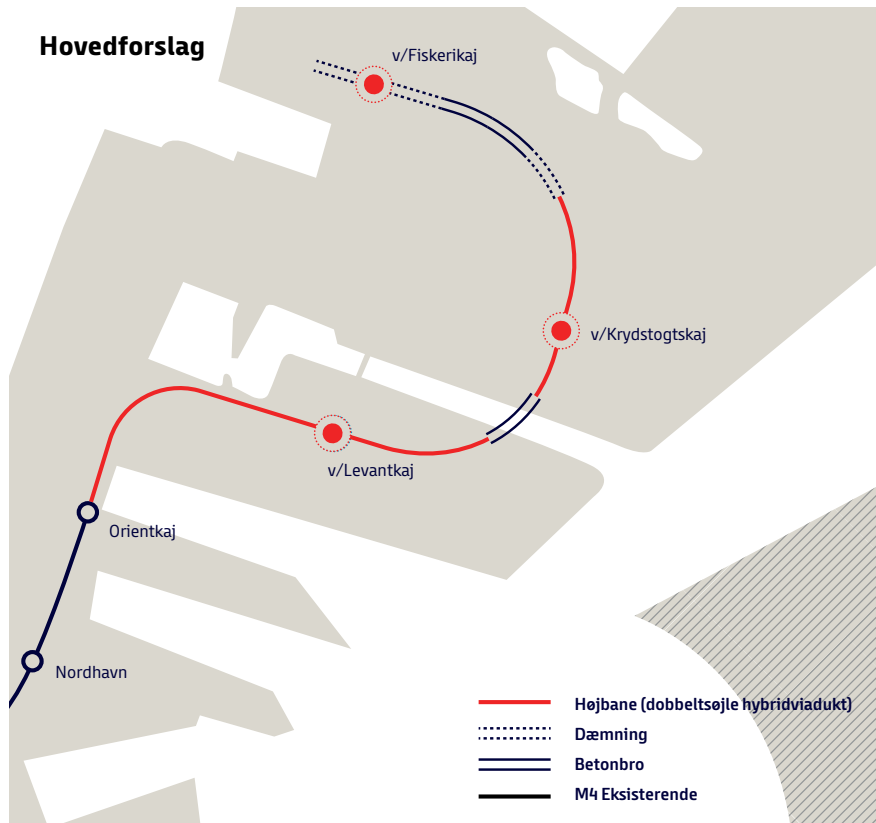 Hovedforslag
v/Fiskerikaj
v/Krydstogtskaj
v/Levantkaj
Orientkaj
Nordhavn
Højbane (dobbeltsøjle hybridviadukt)
Dæmning
Betonbro
M4 Eksisterende